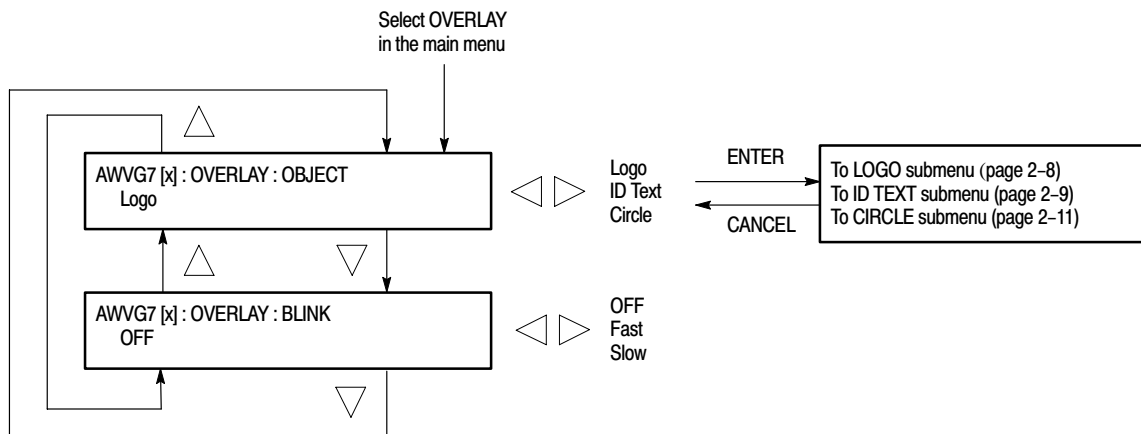 Select OVERLAY
in the main menu
AWVG7 [x] : OVERLAY : OBJECT
Logo
Logo
ID Text
Circle
ENTER
CANCEL
To LOGO submenu (page 2–8)
To ID TEXT submenu (page 2–9)
To CIRCLE submenu (page 2–11)
AWVG7 [x] : OVERLAY : BLINK
OFF
OFF
Fast
Slow